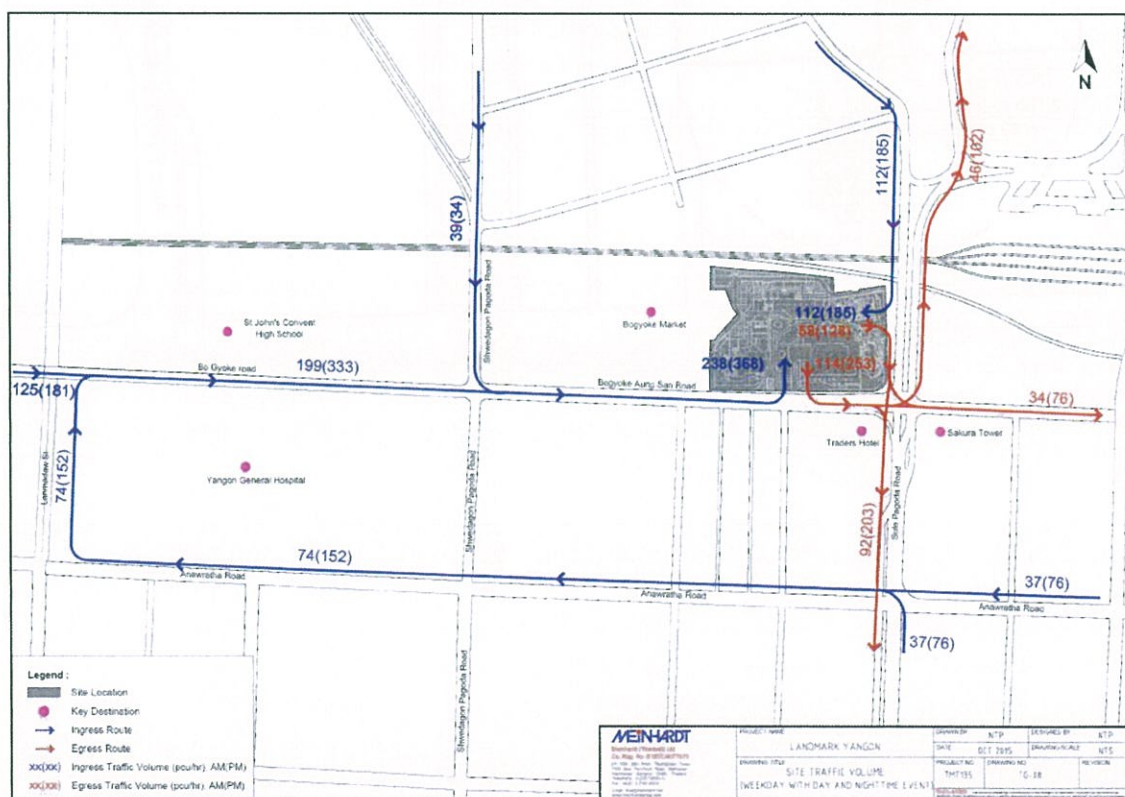 N
112(185)
46(102)
39(34)
Shwedagon Pagoda Road
St John's Convent
High School
Bogyoke Market
112(185)
58(128)
238(368)
114(253)
Bo Gyoke road
199(333)
125(181)
Bogyoke Aung San Road
34(76)
Traders Hotel
Sakura Tower
Lanmadaw St
74(152)
Yangon General Hospital
Shwedagon Pagoda Road
Sule Pagoda Road
92(203)
74(152)
Anawratha Road
Anawratha Road
37(76)
Anawratha Road
37(76)
Shwedagon Pagoda Road
Legend :
Site Location
Key Destination
Ingress Route
Egress Route
xx(xx) Ingress Traffic Volume (pcu/hr), AM(PM)
xx(xx) Egress Traffic Volume (pcu/hr), AM(PM)
MEINHARDT
PROJECT NAME
LANDMARK YANGON
DRAWING TITLE
SITE TRAFFIC VOLUME
(WEEKDAY WITH DAY AND NIGHTTIME EVENT)
DRAWN BY NTP
DESIGNED BY NTP
DATE OCT 2015
DRAWING SCALE NTS
PROJECT NO.
DRAWING NO.
REVISION